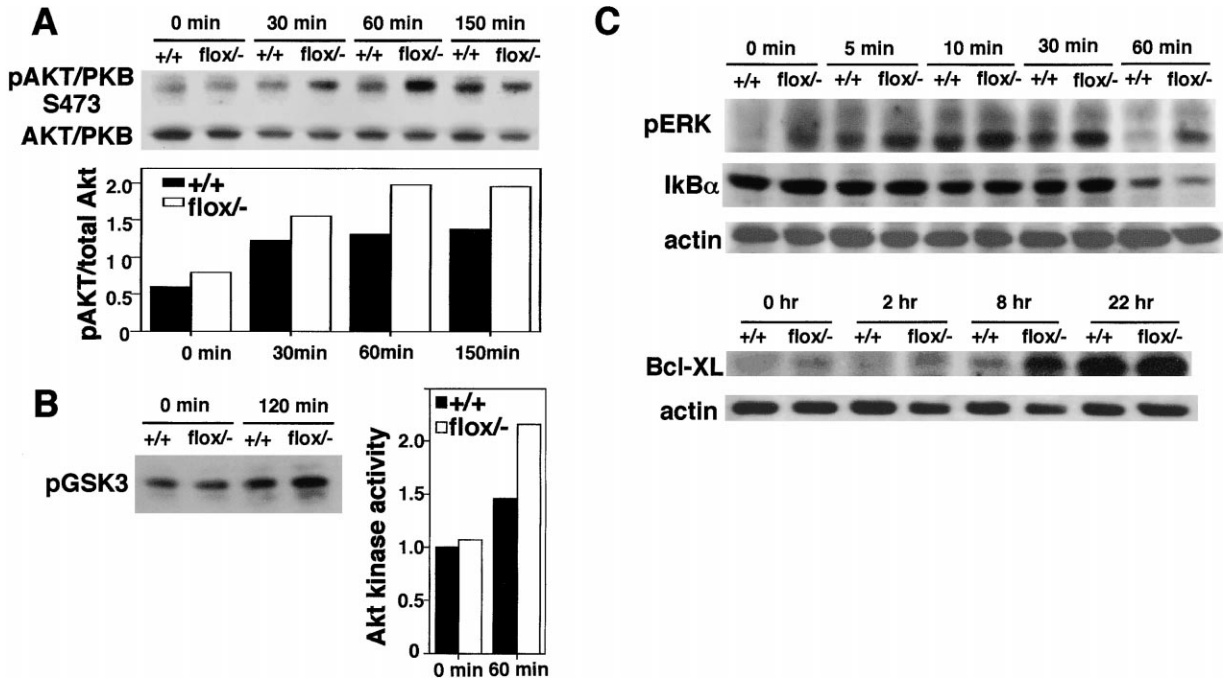 A
0 min 30 min 60 min 150 min
+/+ flox/- +/+ flox/- +/+ flox/- +/+ flox/-
pAKT/PKB
S473
AKT/PKB
pAKT/total Akt
2.0
1.5
1 0
0.5
0
+/+
flox/-
0 min 30min 60min 150min
B
0 min 120 min
+/+ flox/- +/+ flox/-
pGSK3
Akt kinase activity
2.0
1.5
1.0
0.5
0
+/+
flox/-
0 min 60 min
C
0 min 5 min 10 min 30 min 60 min
+/+ flox/- +/+ flox/- +/+ flox/- +/+ flox/- +/+ flox/-
pERK
IkBα
actin
0 hr 2 hr 8 hr 22 hr
+/+ flox/- +/+ flox/- +/+ flox/- +/+ flox/-
Bcl-XL
actin